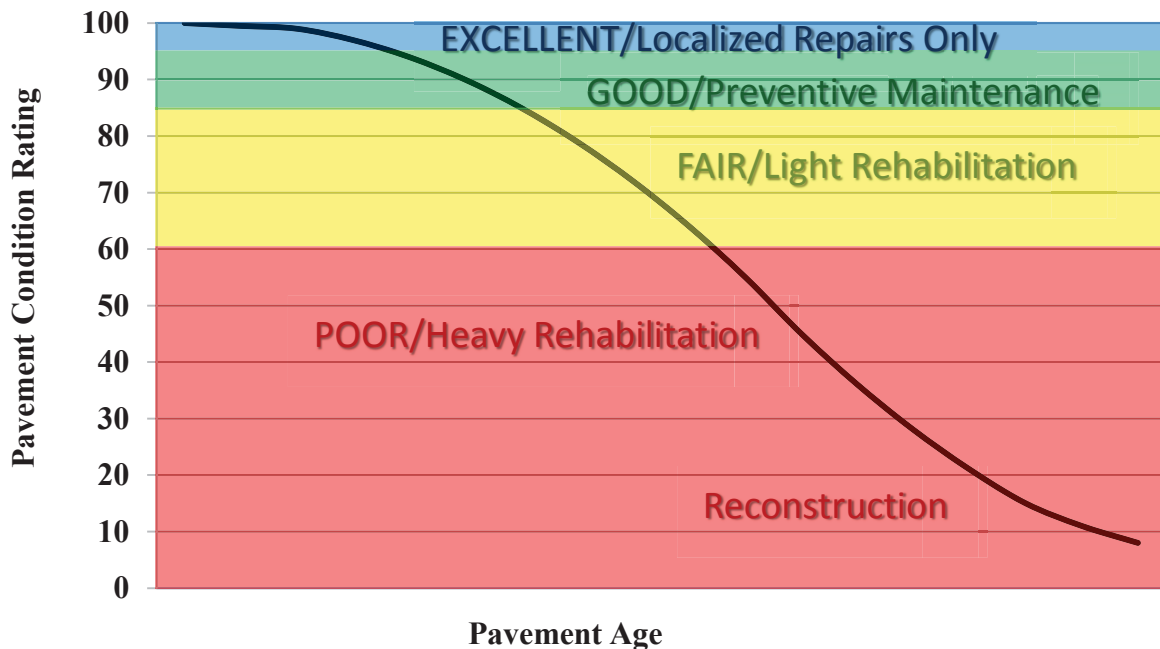 Pavement Condition Rating
100
90
80
70
60
50
40
30
20
10
0
EXCELLENT/Localized Repairs Only
GOOD/Preventive Maintenance
FAIR/Light Rehabilitation
POOR/Heavy Rehabilitation
Reconstruction
Pavement Age